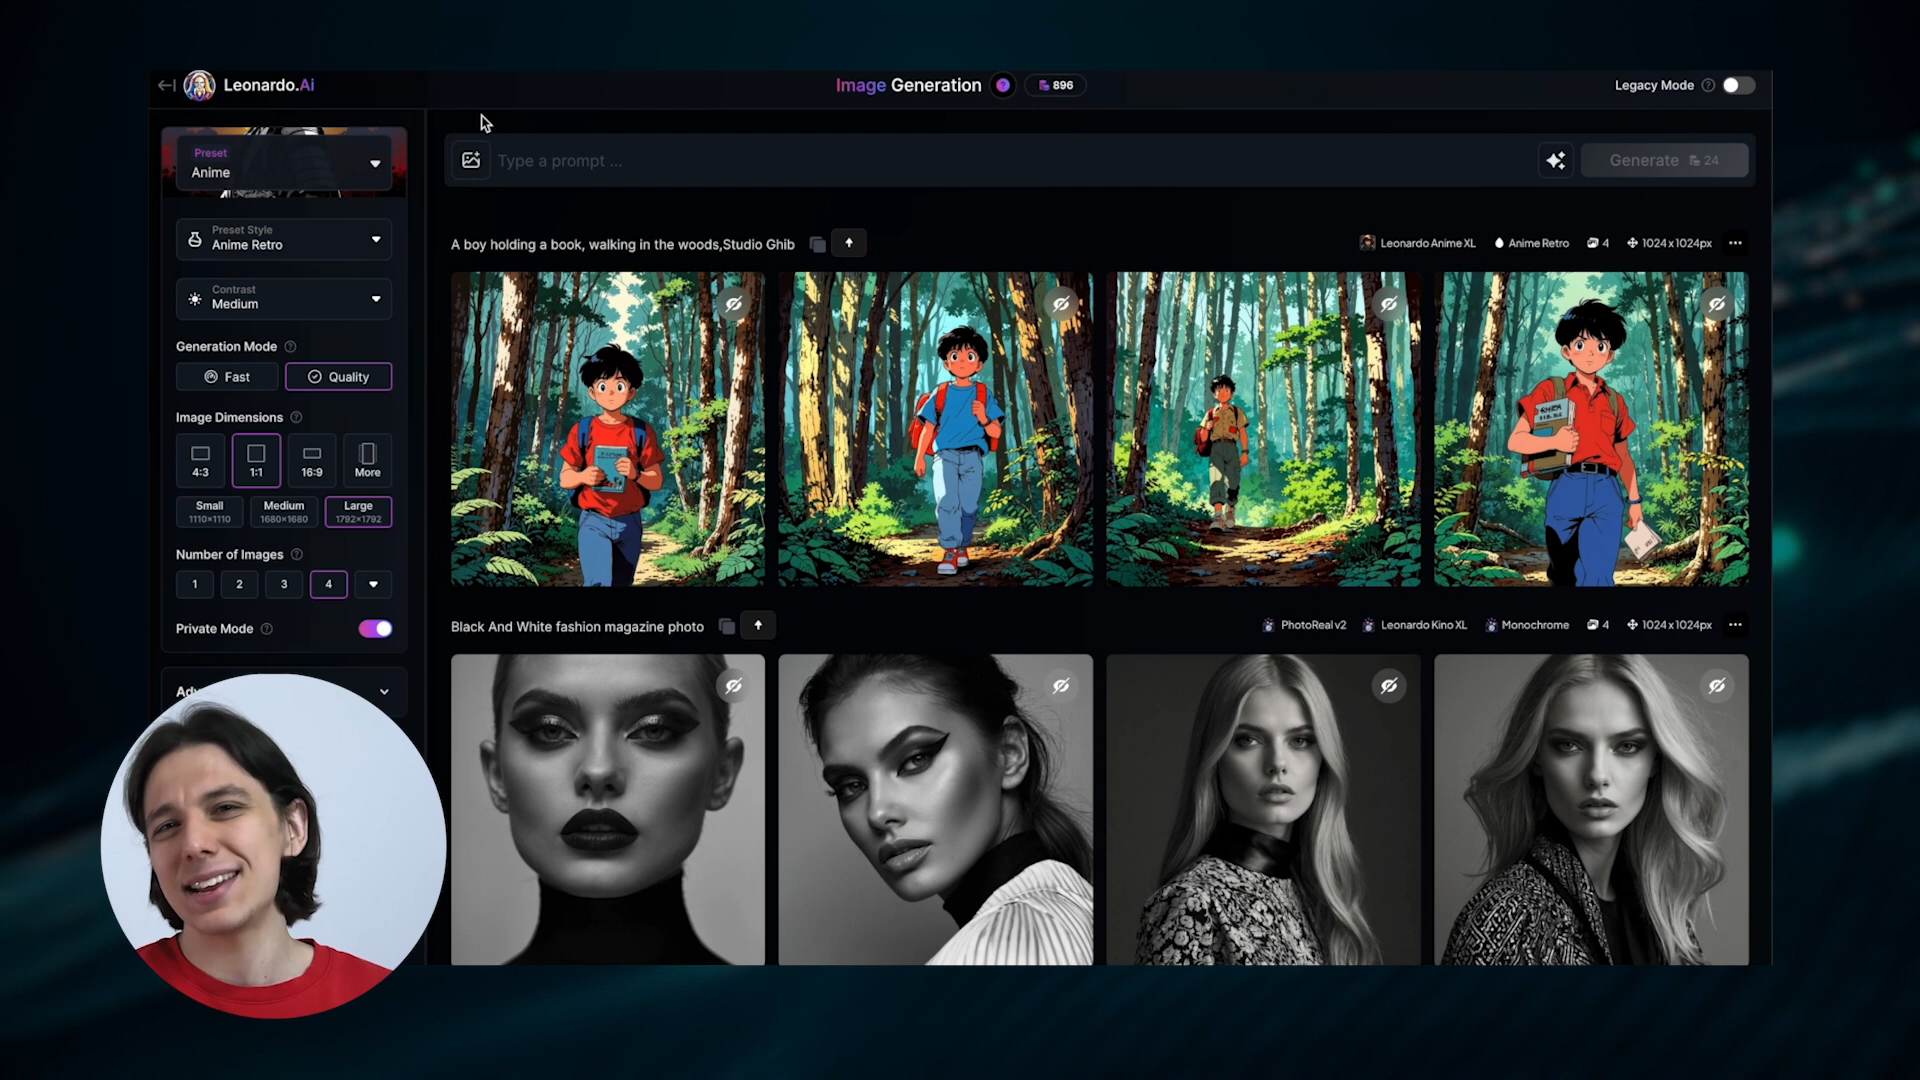 Leonardo.Ai
Image Generation
?
896
Legacy Mode ?
Preset
Anime
Type a prompt ...
Generate 24
Preset Style
Anime Retro
Contrast
Medium
Generation Mode ?
Fast
Quality
Image Dimensions ?
4:3
1:1
16:9
More
Small
1110×1110
Medium
1680×1680
Large
1792×1792
Number of Images ?
1
2
3
4
Private Mode ?
A boy holding a book, walking in the woods,Studio Ghib
Leonardo Anime XL
Anime Retro
4
1024 x 1024px
Black And White fashion magazine photo
PhotoReal v2
Leonardo Kino XL
Monochrome
4
1024 x 1024px